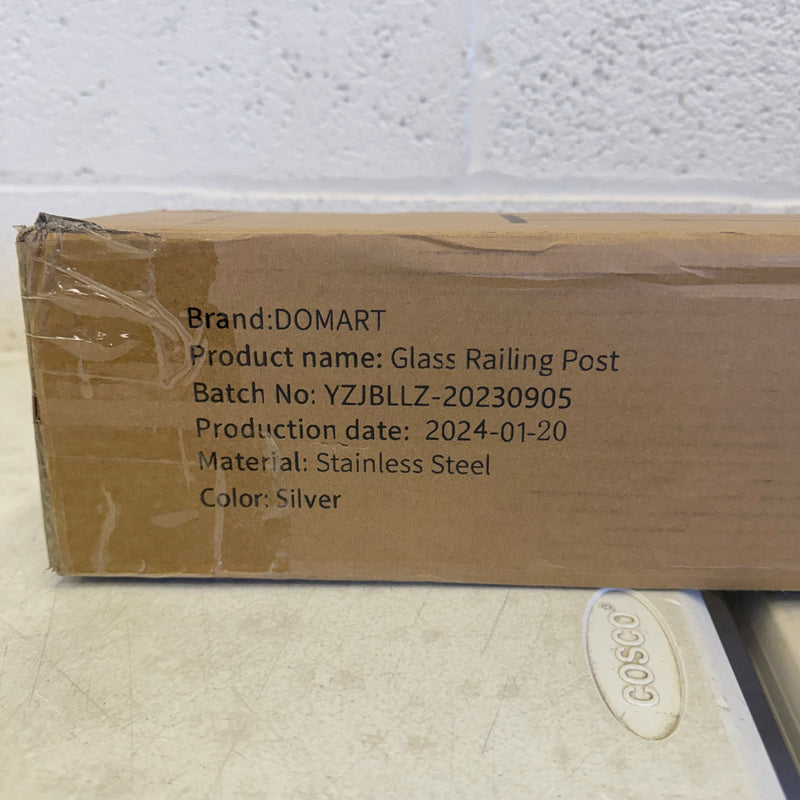 Brand:DOMART
Product name: Glass Railing Post
Batch No: YZJBLLZ-20230905
Production date: 2024-01-20
Material: Stainless Steel
Color: Silver
COSCO®